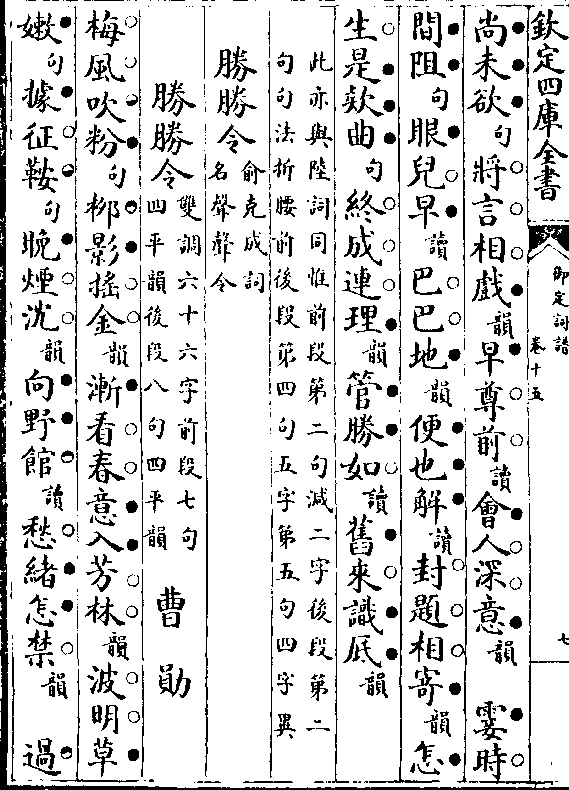 欽定四庫全書
御定詞譜
卷十五
七
尚未欲句將言相戲韻早尊前讀會人深意韻 霎時
間阻句眼兒早讀巴巴地韻便也解讀封題相寄韻怎
生是欵曲句終成連理韻管勝如讀舊來識底韻
此亦與陸詞同惟前段第二句減二字後段第二
句句法折腰前後段第四句五字第五句四字異
勝勝令 俞克成詞
名聲聲令
勝勝令 雙調六十六字前段七句
四平韻後段八句四平韻
曹勛
梅風吹粉句栁影搖金韻漸看春意入芳林韻波明草
嫩句據征鞍句晚煙沈韻向野館讀愁緒怎禁韻 過